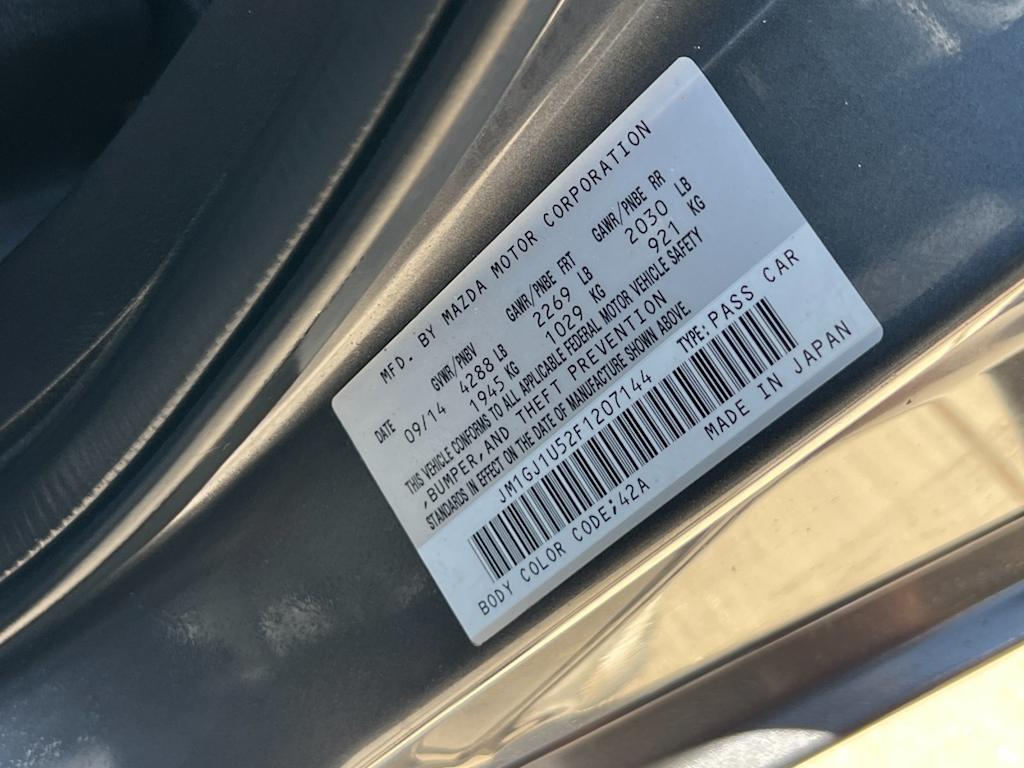 MFD. BY MAZDA MOTOR CORPORATION
DATE GVWR/PNBV GAWR/PNBE FRT GAWR/PNBE RR
09/14 4288 LB 2269 LB 2030 LB
1945 KG 1029 KG 921 KG
THIS VEHICLE CONFORMS TO ALL APPLICABLE FEDERAL MOTOR VEHICLE SAFETY
,BUMPER,AND THEFT PREVENTION
STANDARDS IN EFFECT ON THE DATE OF MANUFACTURE SHOWN ABOVE.
JM1GJ1U52F1207144 TYPE:PASS CAR
BODY COLOR CODE;42A MADE IN JAPAN